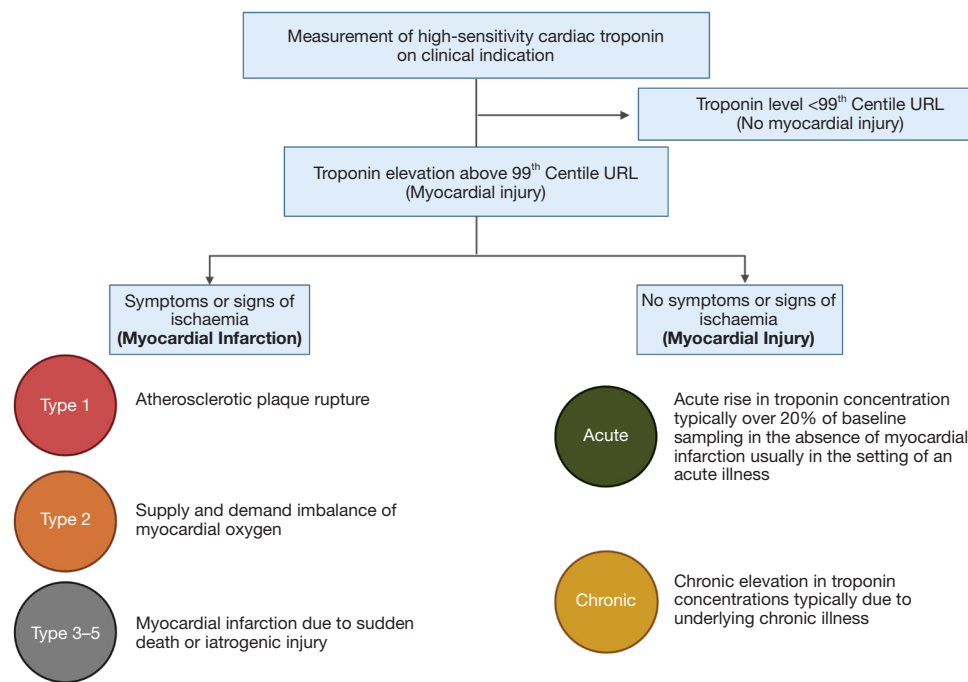 Measurement of high-sensitivity cardiac troponin
on clinical indication
Troponin level <99th Centile URL
(No myocardial injury)
Troponin elevation above 99th Centile URL
(Myocardial injury)
Symptoms or signs of
ischaemia
(Myocardial Infarction)
No symptoms or signs of
ischaemia
(Myocardial Injury)
Type 1
Atherosclerotic plaque rupture
Type 2
Supply and demand imbalance of
myocardial oxygen
Type 3–5
Myocardial infarction due to sudden
death or iatrogenic injury
Acute
Acute rise in troponin concentration
typically over 20% of baseline
sampling in the absence of myocardial
infarction usually in the setting of an
acute illness
Chronic
Chronic elevation in troponin
concentrations typically due to
underlying chronic illness